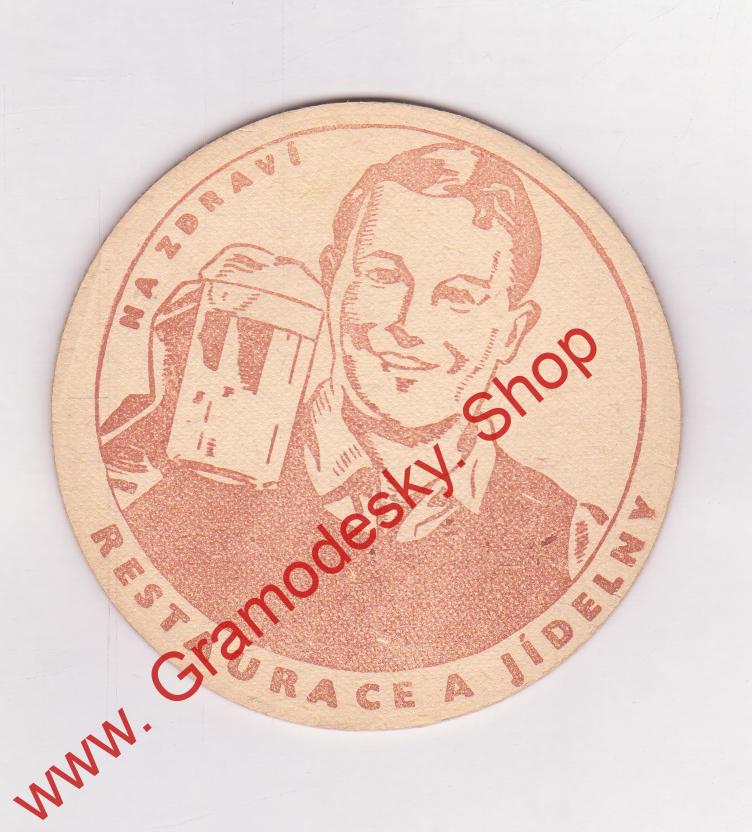 NA ZDRAVÍ
RESTAURACE A JÍDELNY
www. Gramodesky. Shop